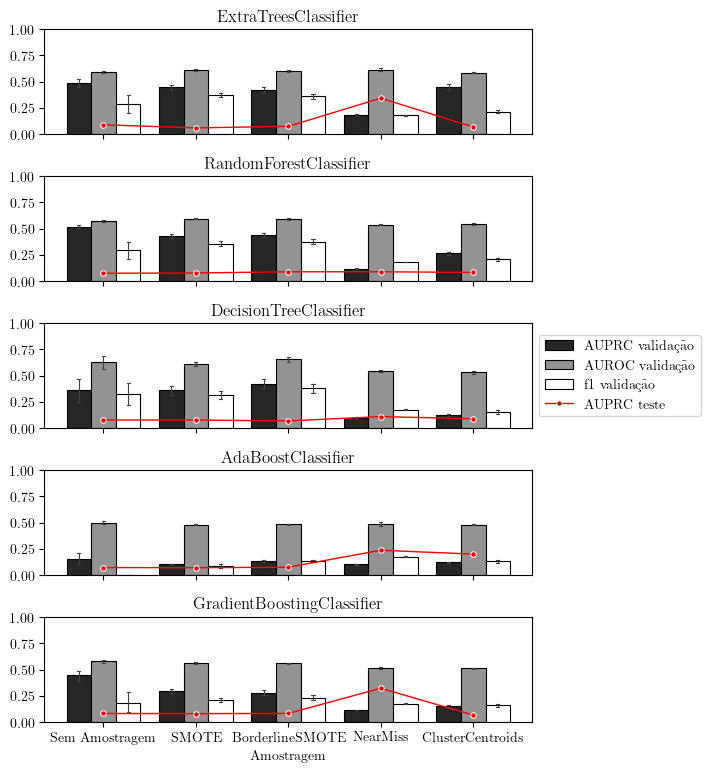 ExtraTreesClassifier
1.00
0.75
0.50
0.25
0.00
RandomForestClassifier
1.00
0.75
0.50
0.25
0.00
DecisionTreeClassifier
1.00
0.75
0.50
0.25
0.00
AUPRC validação
AUROC validação
f1 validação
AUPRC teste
AdaBoostClassifier
1.00
0.75
0.50
0.25
0.00
GradientBoostingClassifier
1.00
0.75
0.50
0.25
0.00
Sem Amostragem SMOTE BorderlineSMOTE NearMiss ClusterCentroids
Amostragem